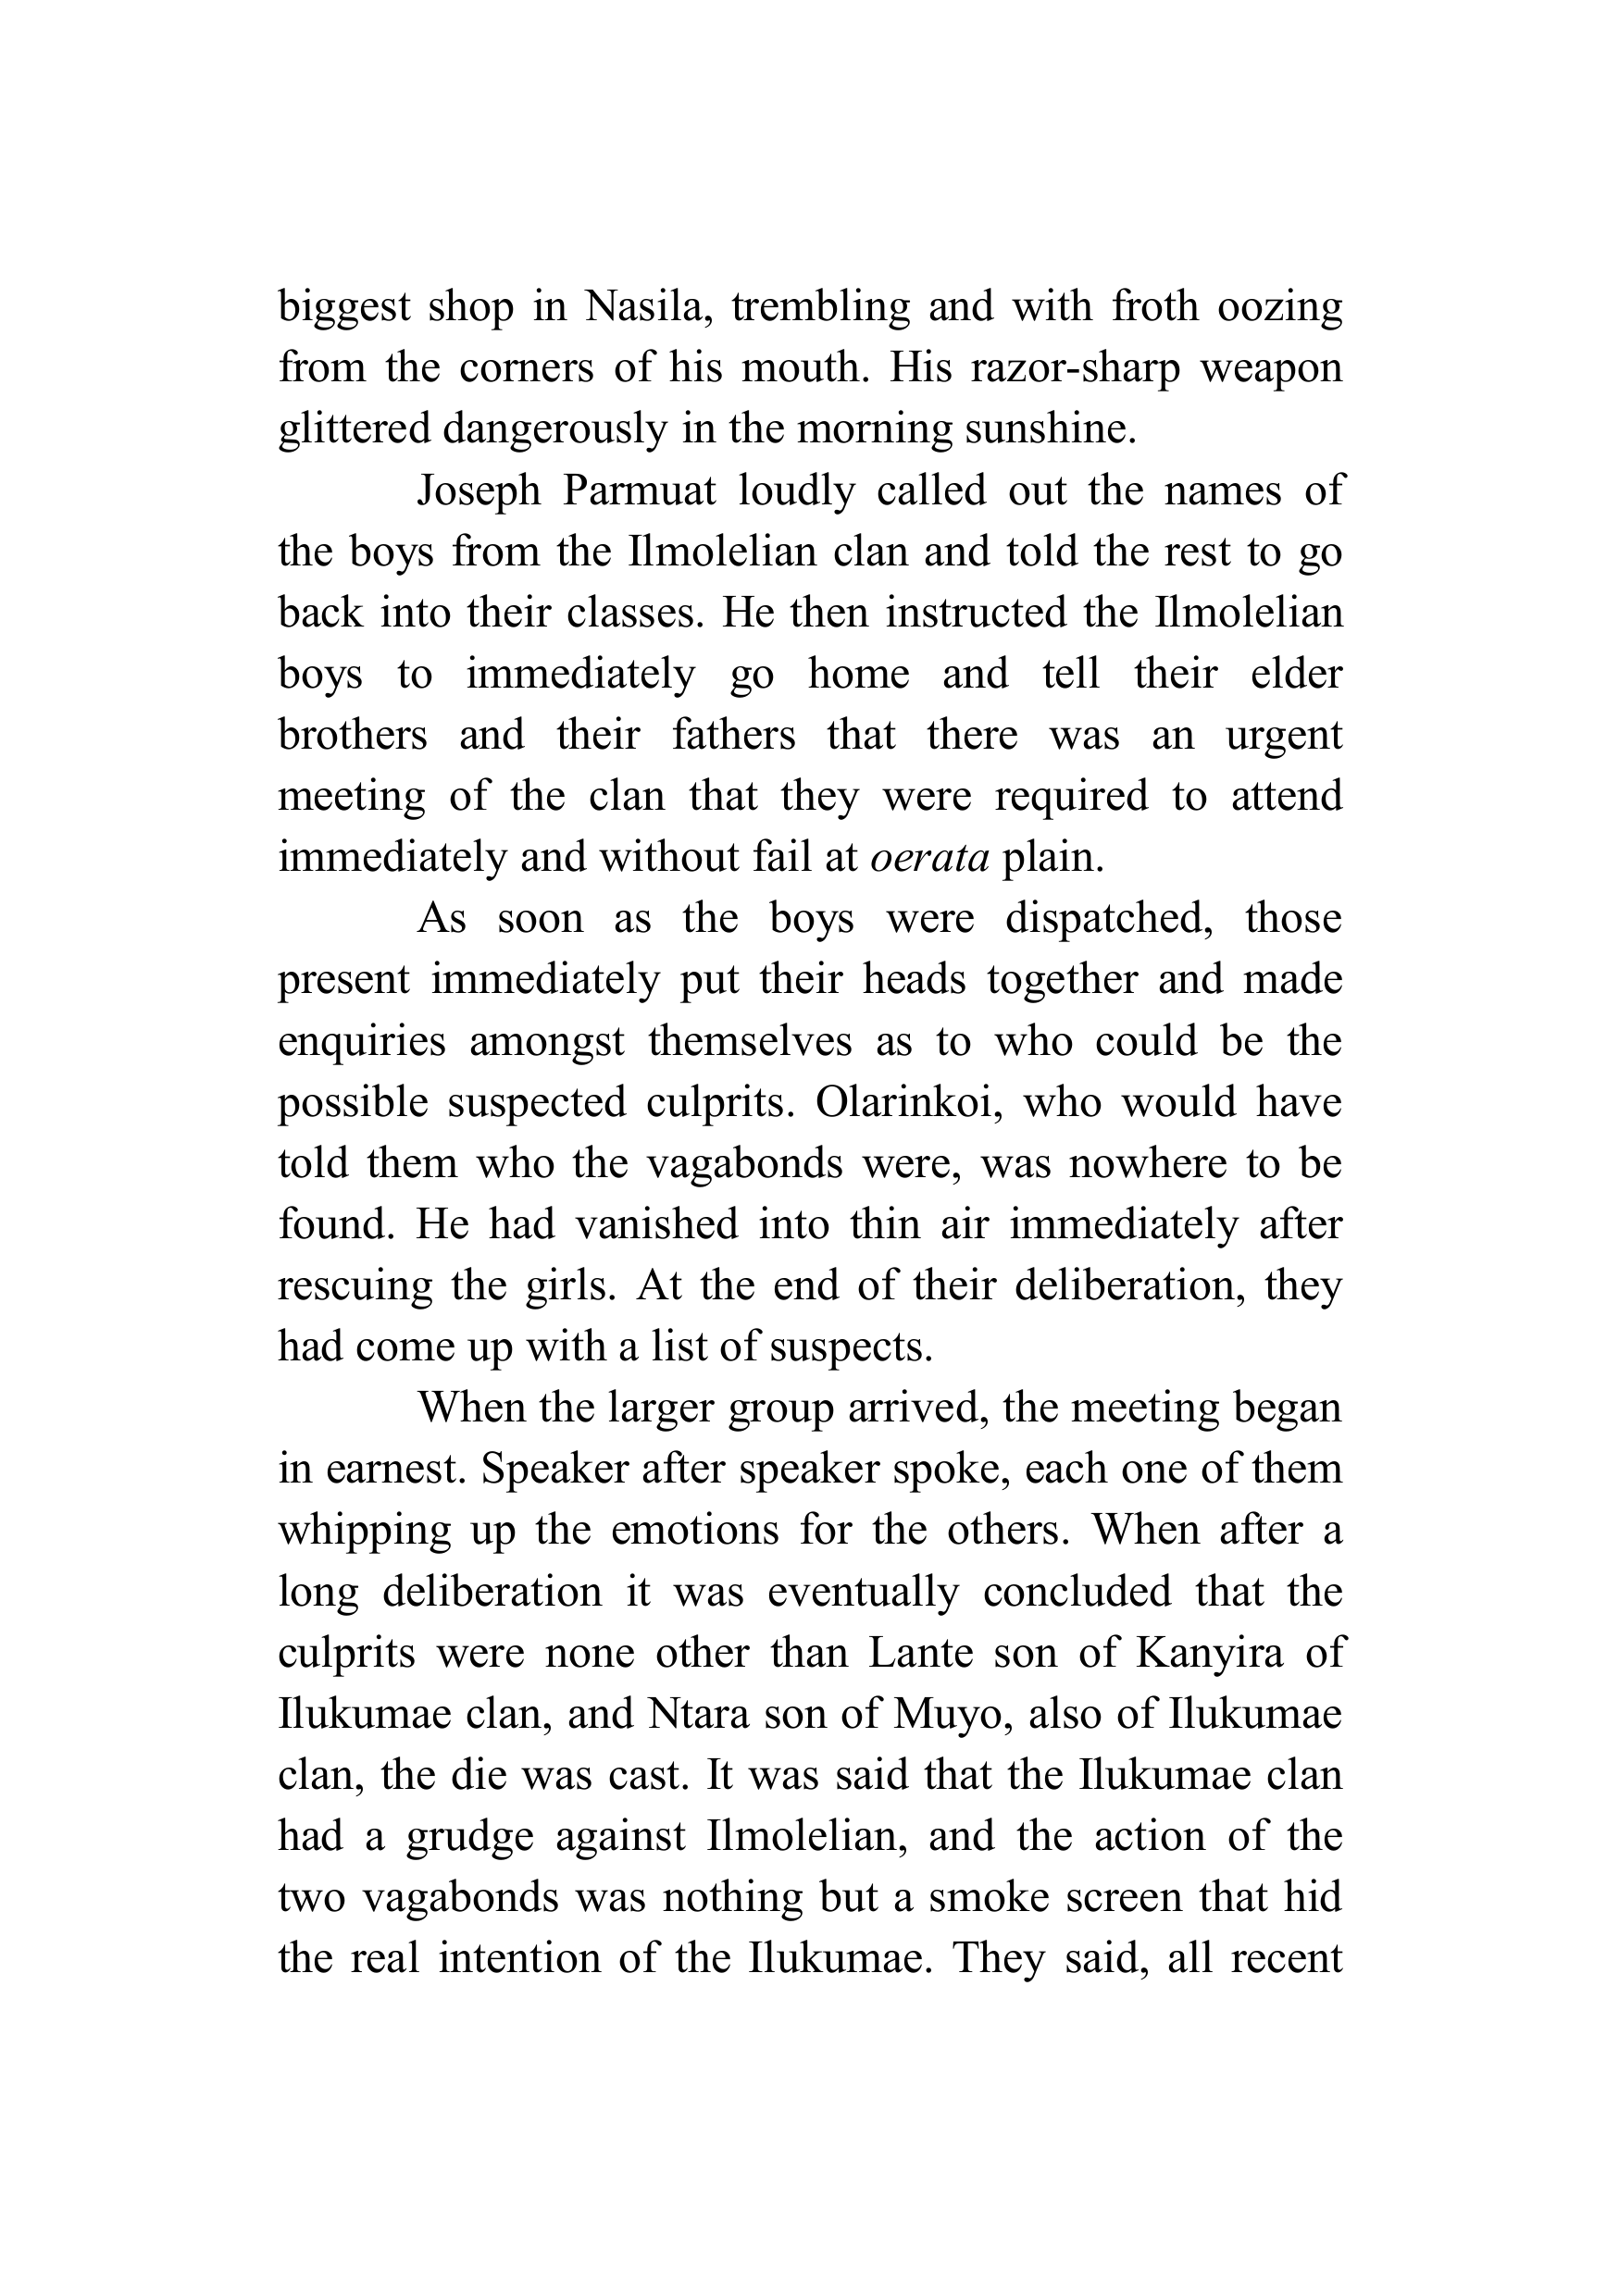 biggest shop in Nasila, trembling and with froth oozing
from the corners of his mouth. His razor-sharp weapon
glittered dangerously in the morning sunshine.
Joseph Parmuat loudly called out the names of
the boys from the Ilmolelian clan and told the rest to go
back into their classes. He then instructed the Ilmolelian
boys to immediately go home and tell their elder
brothers and their fathers that there was an urgent
meeting of the clan that they were required to attend
immediately and without fail at oerata plain.
As soon as the boys were dispatched, those
present immediately put their heads together and made
enquiries amongst themselves as to who could be the
possible suspected culprits. Olarinkoi, who would have
told them who the vagabonds were, was nowhere to be
found. He had vanished into thin air immediately after
rescuing the girls. At the end of their deliberation, they
had come up with a list of suspects.
When the larger group arrived, the meeting began
in earnest. Speaker after speaker spoke, each one of them
whipping up the emotions for the others. When after a
long deliberation it was eventually concluded that the
culprits were none other than Lante son of Kanyira of
Ilukumae clan, and Ntara son of Muyo, also of Ilukumae
clan, the die was cast. It was said that the Ilukumae clan
had a grudge against Ilmolelian, and the action of the
two vagabonds was nothing but a smoke screen that hid
the real intention of the Ilukumae. They said, all recent